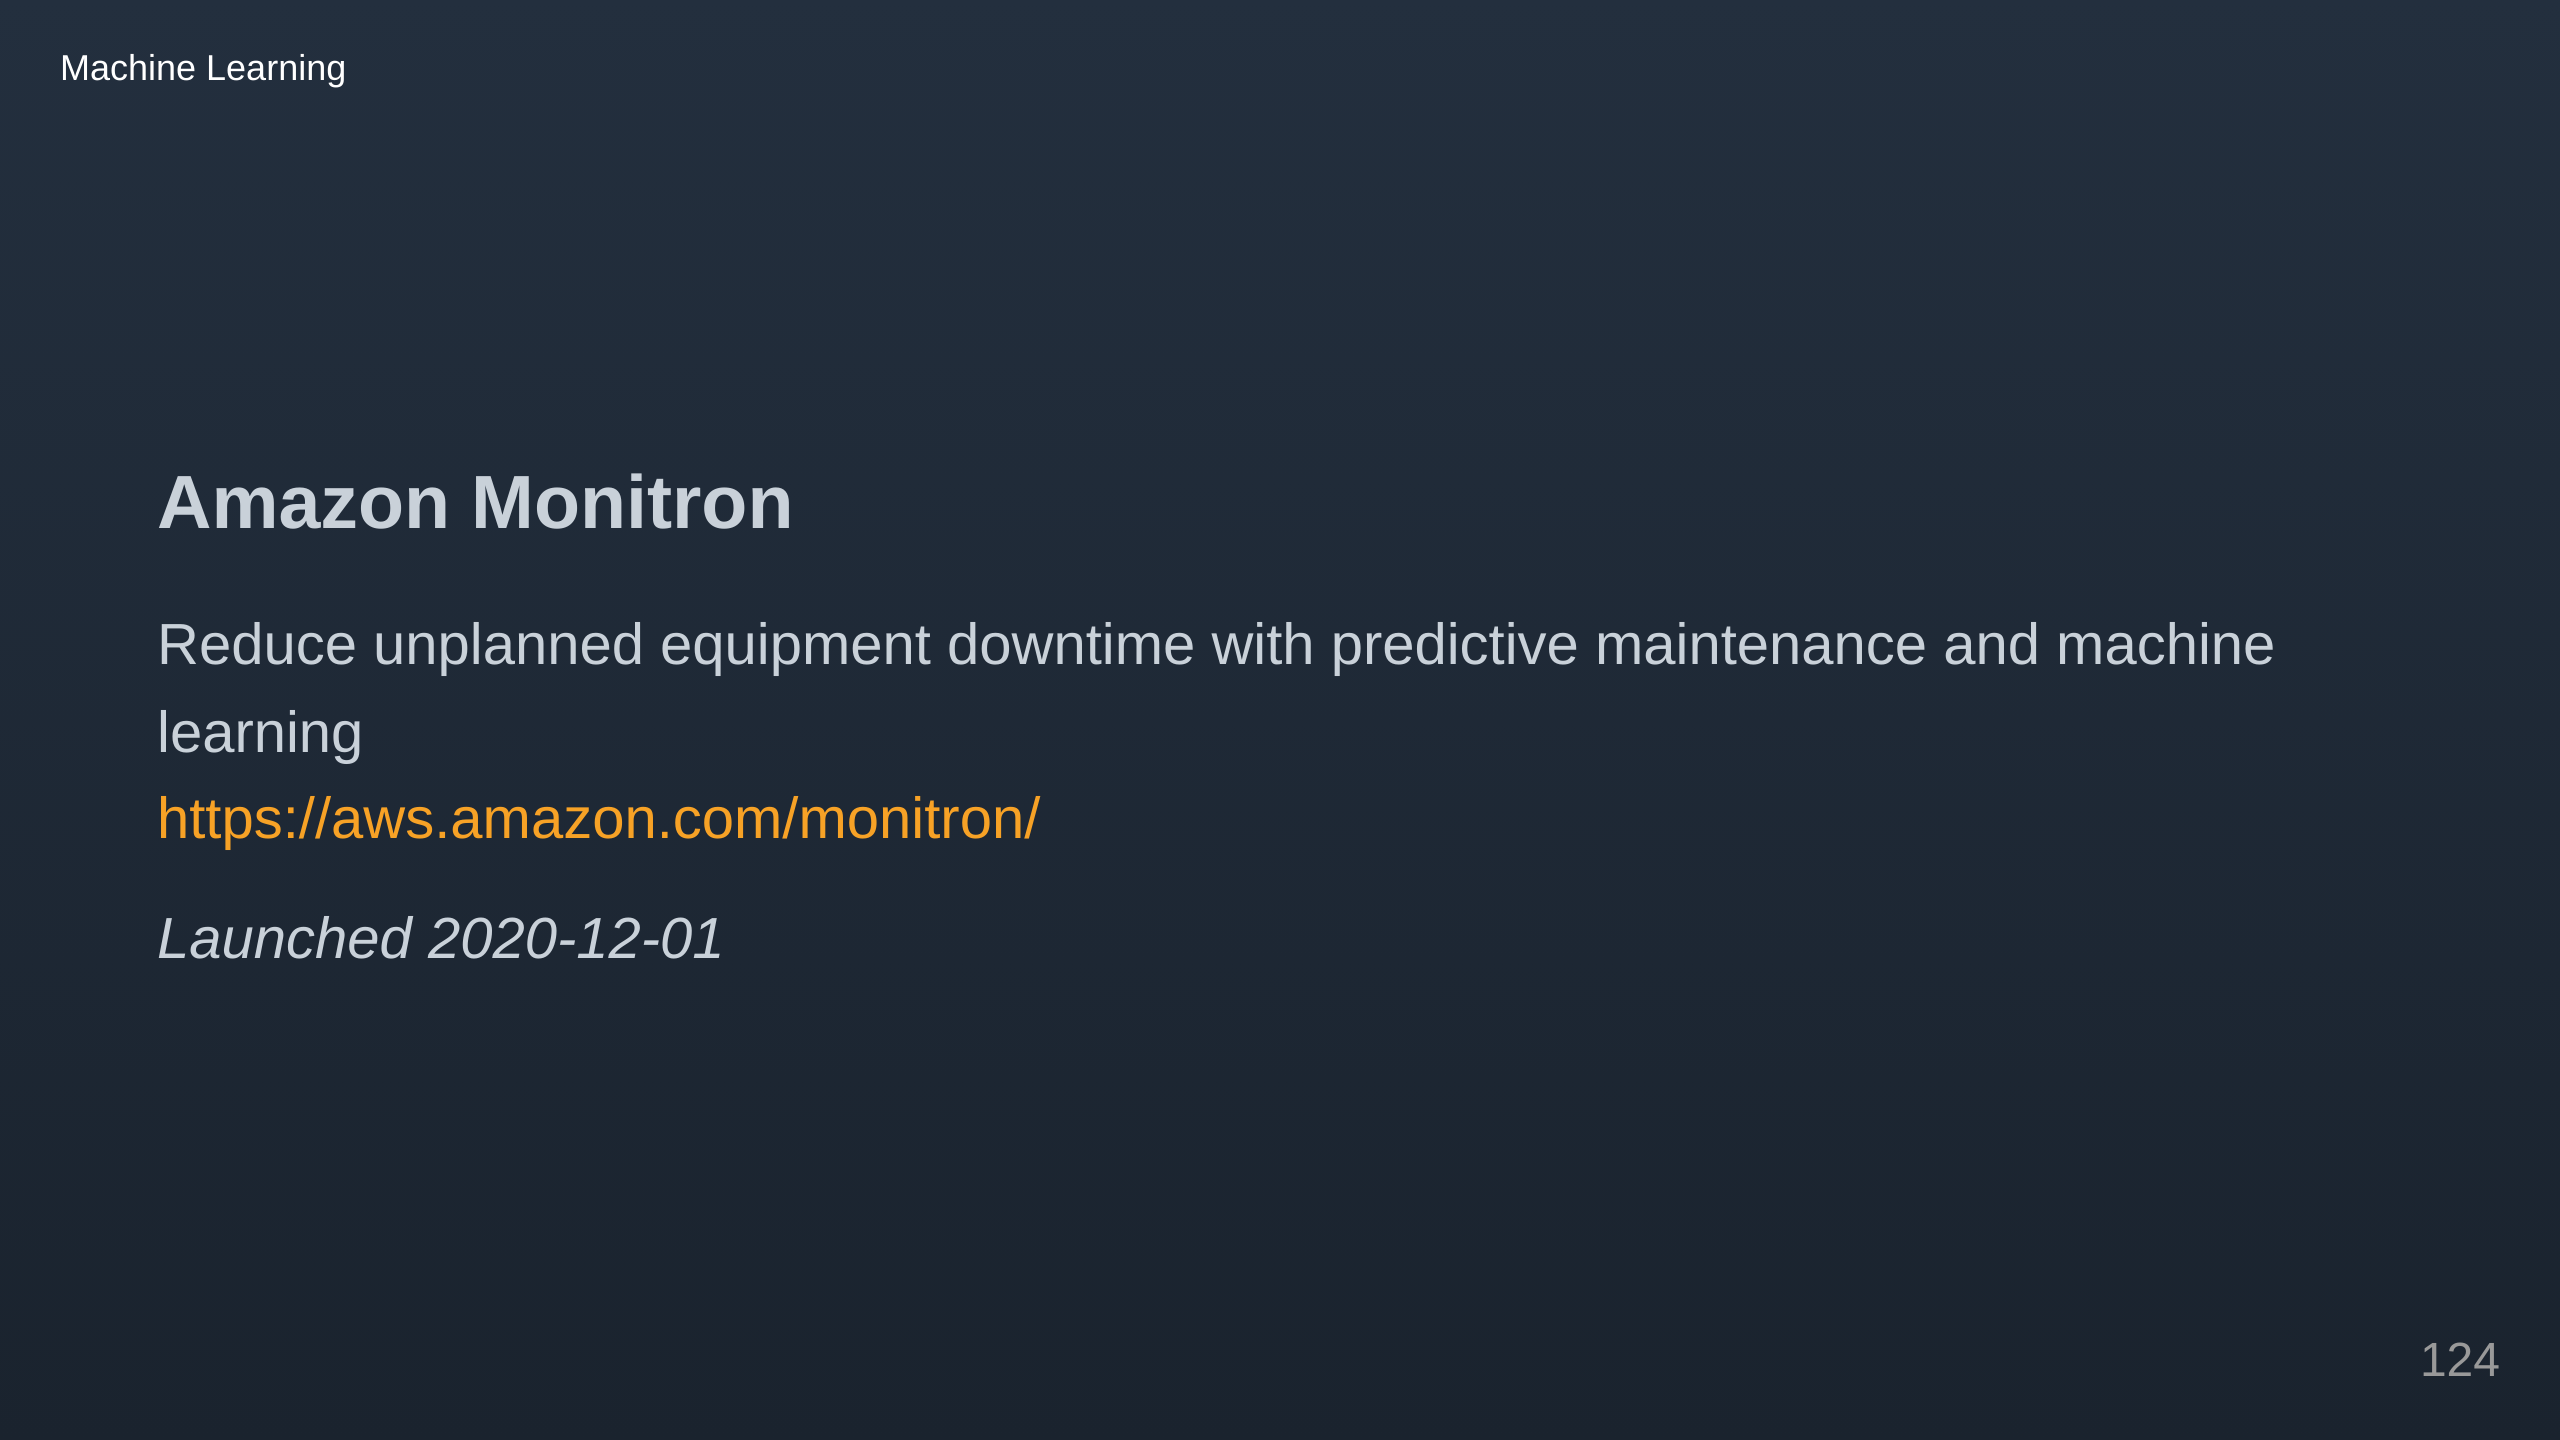 Machine Learning
Amazon Monitron
Reduce unplanned equipment downtime with predictive maintenance and machine
learning
https://aws.amazon.com/monitron/
Launched 2020-12-01
124